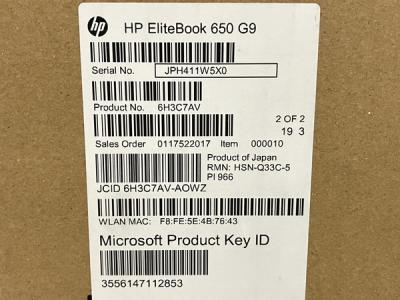 hp HP EliteBook 650 G9
Serial No. JPH411W5X0
Product No. 6H3C7AV
2 OF 2
19 3
Sales Order 0117522017 Item 000010
Product of Japan
RMN: HSN-Q33C-5
PI 966
JCID 6H3C7AV-AOWZ
WLAN MAC: F8:FE:5E:4B:76:43
Microsoft Product Key ID
3556147112853